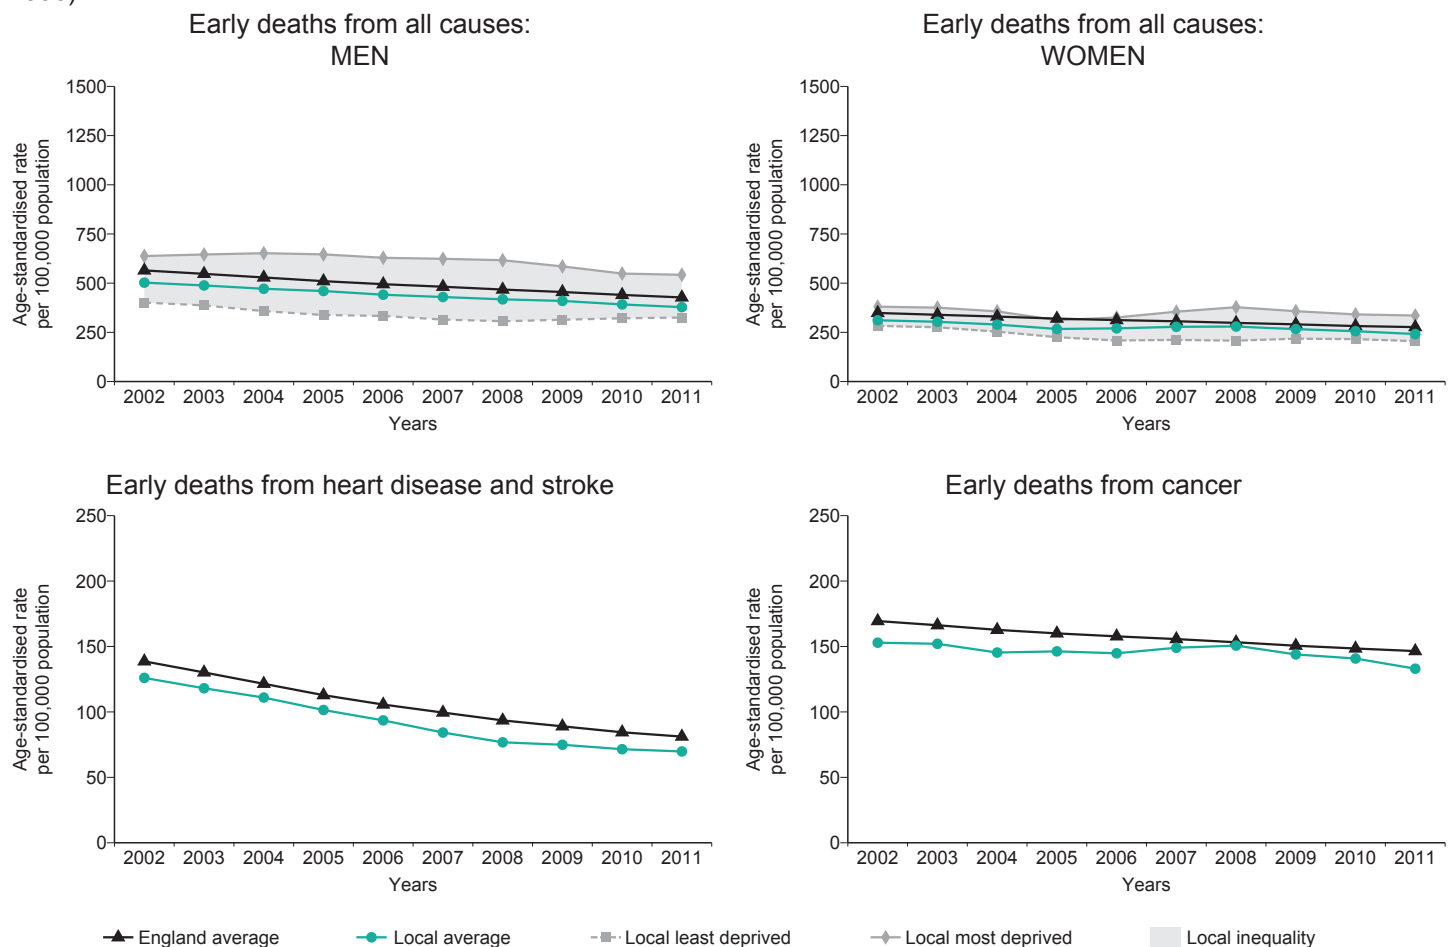 Early deaths from all causes:
MEN
Age-standardised rate
per 100,000 population
1500
1250
1000
750
500
250
0
2002 2003 2004 2005 2006 2007 2008 2009 2010 2011
Years
Early deaths from all causes:
WOMEN
Age-standardised rate
per 100,000 population
1500
1250
1000
750
500
250
0
2002 2003 2004 2005 2006 2007 2008 2009 2010 2011
Years
Early deaths from heart disease and stroke
Age-standardised rate
per 100,000 population
250
200
150
100
50
0
2002 2003 2004 2005 2006 2007 2008 2009 2010 2011
Years
Early deaths from cancer
Age-standardised rate
per 100,000 population
250
200
150
100
50
0
2002 2003 2004 2005 2006 2007 2008 2009 2010 2011
Years
England average Local average Local least deprived Local most deprived Local inequality